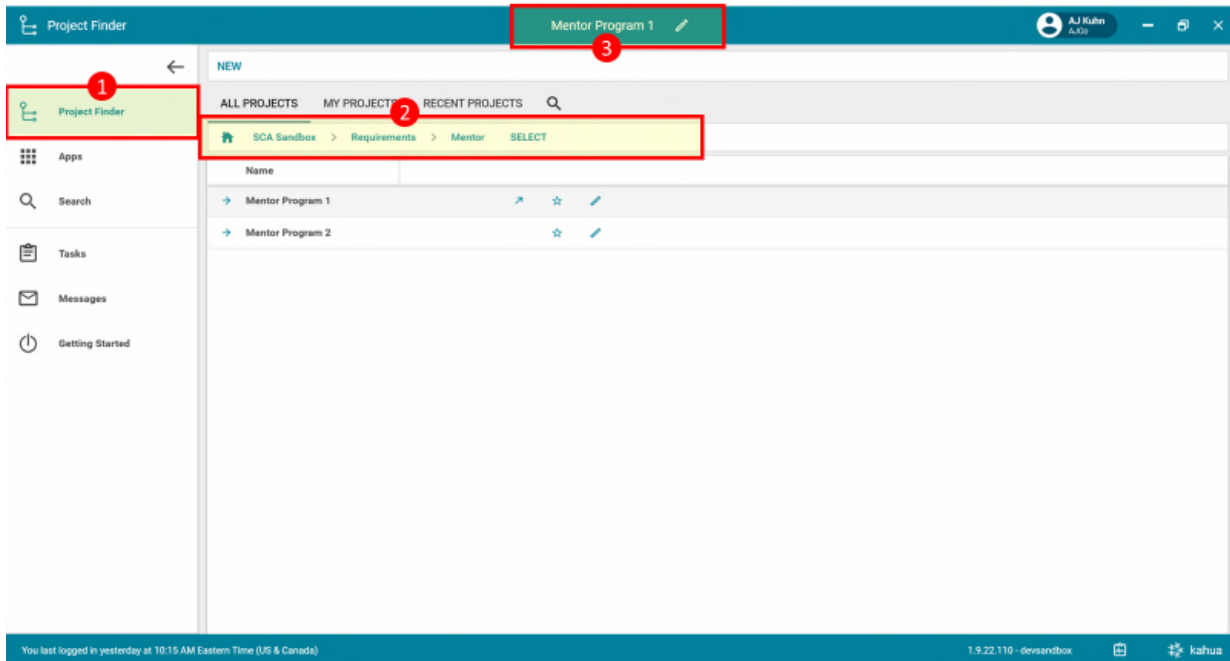 Project Finder
Mentor Program 1
3
AJ Kuhn
AJCo
NEW
1
Project Finder
ALL PROJECTS MY PROJECTS RECENT PROJECTS
2
SCA Sandbox > Requirements > Mentor SELECT
Apps
Name
Search
Mentor Program 1
Mentor Program 2
Tasks
Messages
Getting Started
You last logged in yesterday at 10:15 AM Eastern Time (US & Canada)
1.9.22.110 - devsandbox
kahua